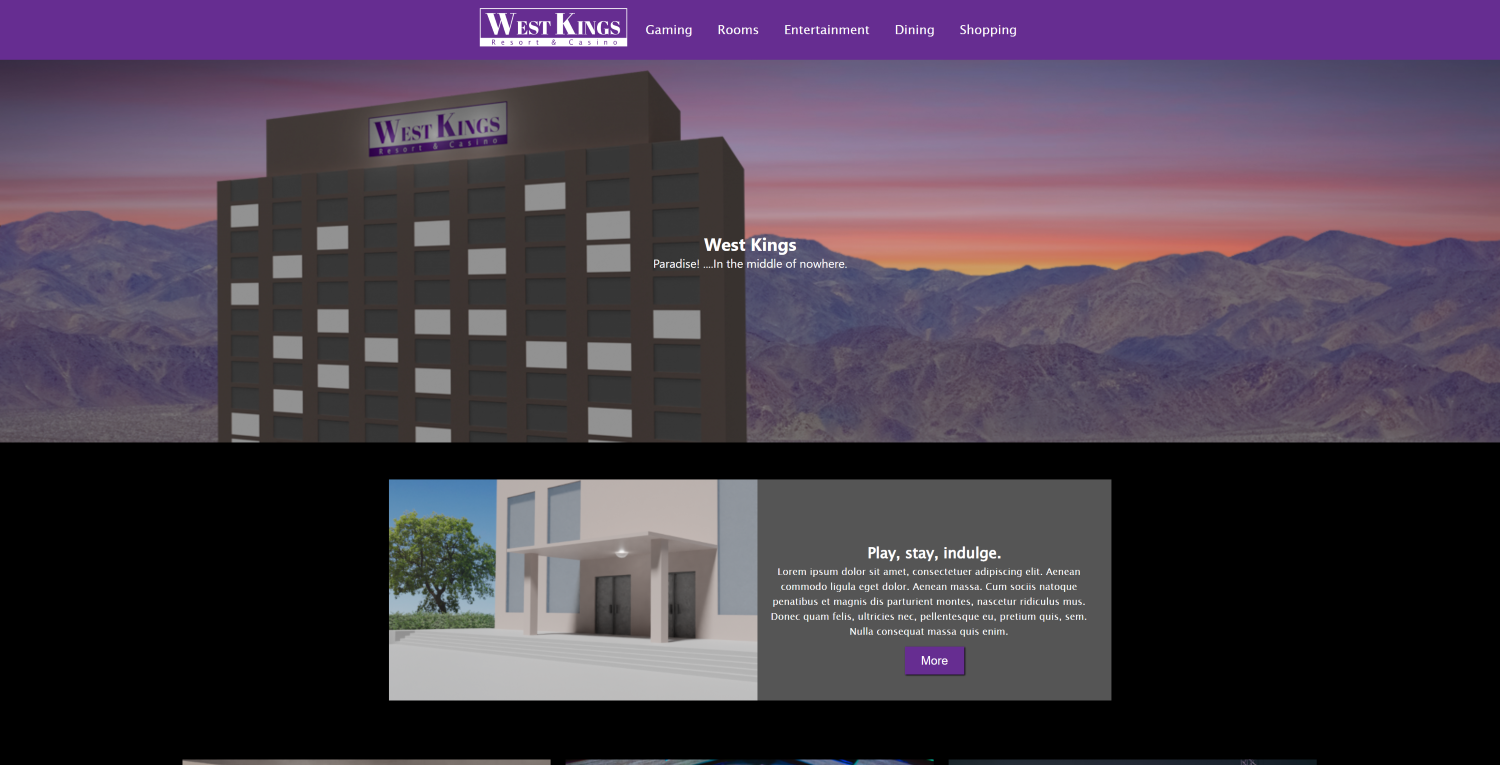 WEST KINGS
Resort & Casino
Gaming Rooms Entertainment Dining Shopping
WEST KINGS
Resort & Casino
West Kings
Paradise! ....In the middle of nowhere.
Play, stay, indulge.
Lorem ipsum dolor sit amet, consectetuer adipiscing elit. Aenean
commodo ligula eget dolor. Aenean massa. Cum sociis natoque
penatibus et magnis dis parturient montes, nascetur ridiculus mus.
Donec quam felis, ultricies nec, pellentesque eu, pretium quis, sem.
Nulla consequat massa quis enim.
More